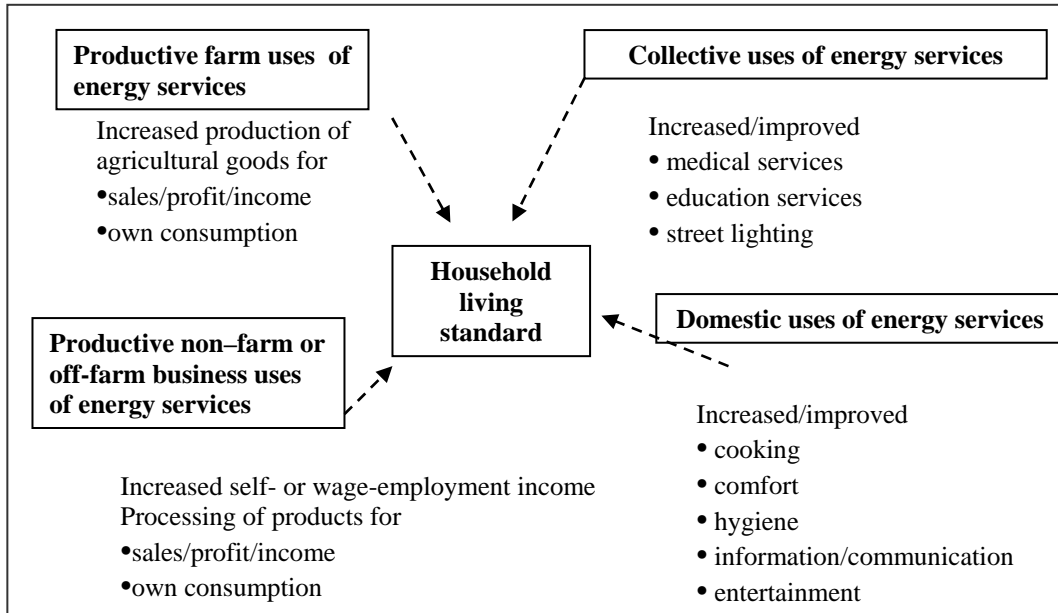 Productive farm uses of
energy services
Increased production of
agricultural goods for
•sales/profit/income
•own consumption
Collective uses of energy services
Increased/improved
• medical services
• education services
• street lighting
Household
living
standard
Productive non–farm or
off-farm business uses
of energy services
Increased self- or wage-employment income
Processing of products for
•sales/profit/income
•own consumption
Domestic uses of energy services
Increased/improved
• cooking
• comfort
• hygiene
• information/communication
• entertainment